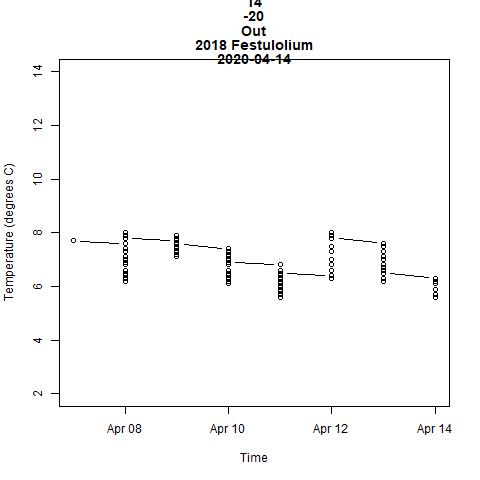 14
-20
Out
2018 Festulolium
2020-04-14
Temperature (degrees C)
14
12
10
8
6
4
2
Apr 08
Apr 10
Apr 12
Apr 14
Time